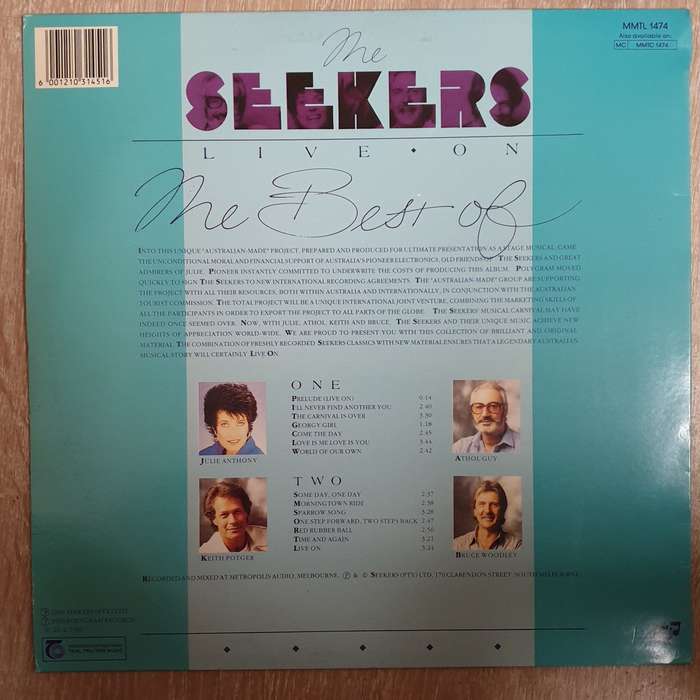 MMTL 1474
Also available on:
MC MMTC 1474
6 001210 314516
The
SEEKERS
LIVE • ON
The Best of
INTO THIS UNIQUE "AUSTRALIAN-MADE" PROJECT, PREPARED AND PRODUCED FOR ULTIMATE PRESENTATION AS A STAGE MUSICAL, CAME
THE UNCONDITIONAL MORAL AND FINANCIAL SUPPORT OF AUSTRALIA'S PIONEER ELECTRONICS, OLD FRIENDS OF THE SEEKERS AND GREAT
ADMIRERS OF JULIE. PIONEER INSTANTLY COMMITTED TO UNDERWRITE THE COSTS OF PRODUCING THIS ALBUM. POLYGRAM MOVED
QUICKLY TO SIGN THE SEEKERS TO NEW INTERNATIONAL RECORDING AGREEMENTS. THE "AUSTRALIAN-MADE" GROUP ARE SUPPORTING
THE PROJECT WITH ALL THEIR RESOURCES, BOTH WITHIN AUSTRALIA AND INTERNATIONALLY, IN CONJUNCTION WITH THE AUSTRALIAN
TOURIST COMMISSION. THE TOTAL PROJECT WILL BE A UNIQUE INTERNATIONAL JOINT VENTURE, COMBINING THE MARKETING SKILLS OF
ALL THE PARTICIPANTS IN ORDER TO EXPORT THE PROJECT TO ALL PARTS OF THE GLOBE. THE SEEKERS' MUSICAL CARNIVAL MAY HAVE
INDEED ONCE SEEMED OVER. NOW, WITH JULIE, ATHOL, KEITH AND BRUCE, THE SEEKERS AND THEIR UNIQUE MUSIC ACHIEVE NEW
HEIGHTS OF APPRECIATION WORLD-WIDE. WE ARE PROUD TO PRESENT YOU WITH THIS COLLECTION OF BRILLIANT AND ORIGINAL
MATERIAL. THE COMBINATION OF FRESHLY RECORDED SEEKERS CLASSICS WITH NEW MATERIAL ENSURES THAT A LEGENDARY AUSTRALIAN
MUSICAL STORY WILL CERTAINLY LIVE ON
ONE
PRELUDE (LIVE ON) 0.14
I'LL NEVER FIND ANOTHER YOU 2.40
THE CARNIVAL IS OVER 3.30
GEORGY GIRL 1.18
COME THE DAY 2.45
LOVE IS ME LOVE IS YOU 3.44
WORLD OF OUR OWN 2.42
JULIE ANTHONY
ATHOL GUY
TWO
SOME DAY, ONE DAY 2.37
MORNINGTOWN RIDE 2.38
SPARROW SONG 3.28
ONE STEP FORWARD, TWO STEPS BACK 2.47
RED RUBBER BALL 2.56
TIME AND AGAIN 3.21
LIVE ON 3.24
KEITH POTGER
BRUCE WOODLEY
RECORDED AND MIXED AT METROPOLIS AUDIO, MELBOURNE. Ⓟ & © SEEKERS (PTY) LTD, 170 CLARENDON STREET, SOUTH MELBOURNE